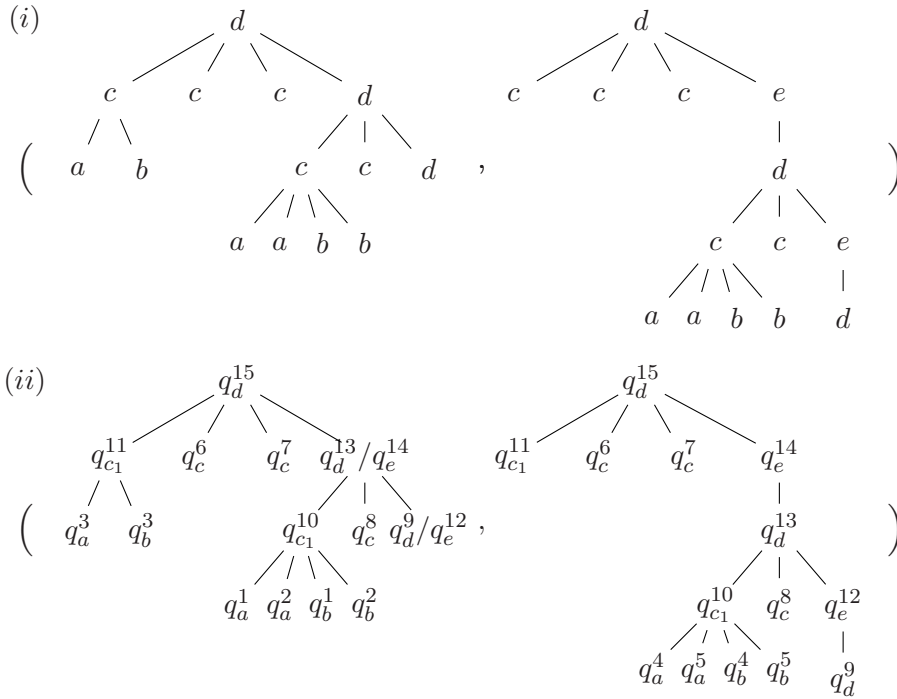 (i) d d
c c c d c c c e
( a b c c d , d )
a a b b c c e
a a b b d
(ii) q_d^{15} q_d^{15}
q_{c_1}^{11} q_c^6 q_c^7 q_d^{13}/q_e^{14} q_{c_1}^{11} q_c^6 q_c^7 q_e^{14}
( q_a^3 q_b^3 q_{c_1}^{10} q_c^8 q_d^9/q_e^{12} , q_d^{13} )
q_a^1 q_a^2 q_b^1 q_b^2 q_{c_1}^{10} q_c^8 q_e^{12}
q_a^4 q_a^5 q_b^4 q_b^5 q_d^9